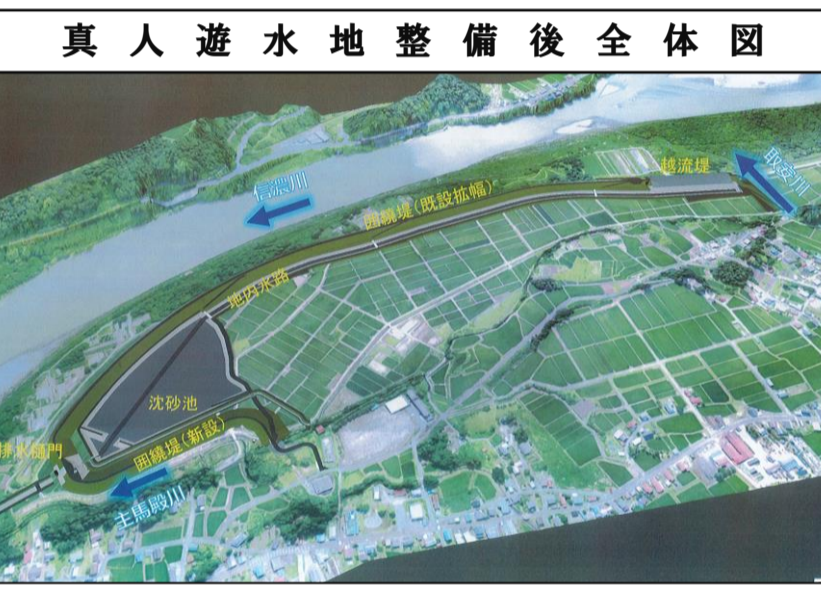 真人遊水地整備後全体図
越流堤
取安川
信濃川
囲繞堤(既設拡幅)
地内水路
沈砂池
囲繞堤(新設)
排水樋門
主馬殿川